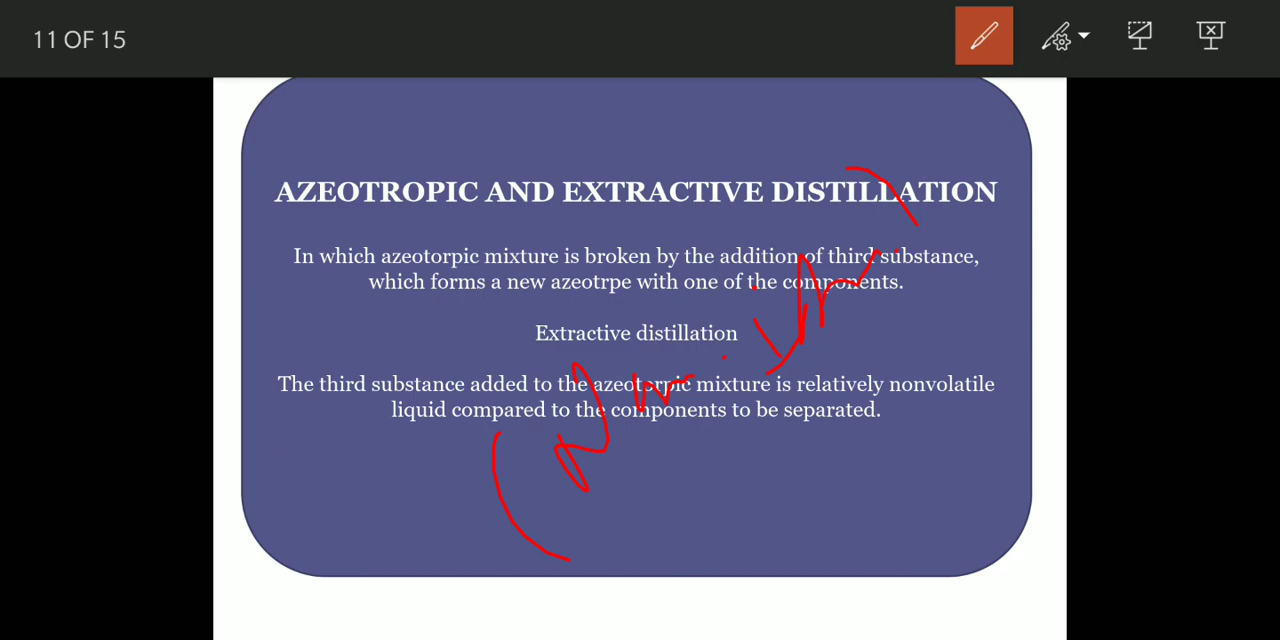 11 OF 15
AZEOTROPIC AND EXTRACTIVE DISTILLATION
In which azeotorpic mixture is broken by the addition of third substance,
which forms a new azeotrpe with one of the components.
Extractive distillation
The third substance added to the azeotorpic mixture is relatively nonvolatile
liquid compared to the components to be separated.